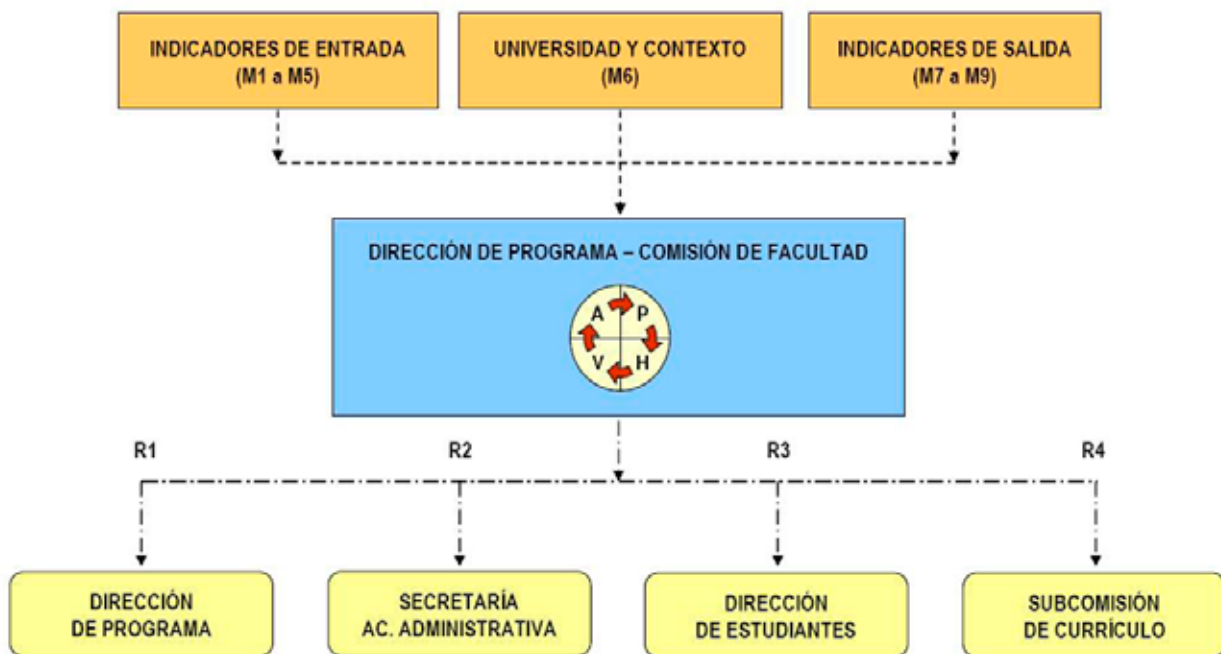 INDICADORES DE ENTRADA
(M1 a M5)
UNIVERSIDAD Y CONTEXTO
(M6)
INDICADORES DE SALIDA
(M7 a M9)
DIRECCIÓN DE PROGRAMA – COMISIÓN DE FACULTAD
A P
V H
R1 R2 R3 R4
DIRECCIÓN
DE PROGRAMA
SECRETARÍA
AC. ADMINISTRATIVA
DIRECCIÓN
DE ESTUDIANTES
SUBCOMISIÓN
DE CURRÍCULO